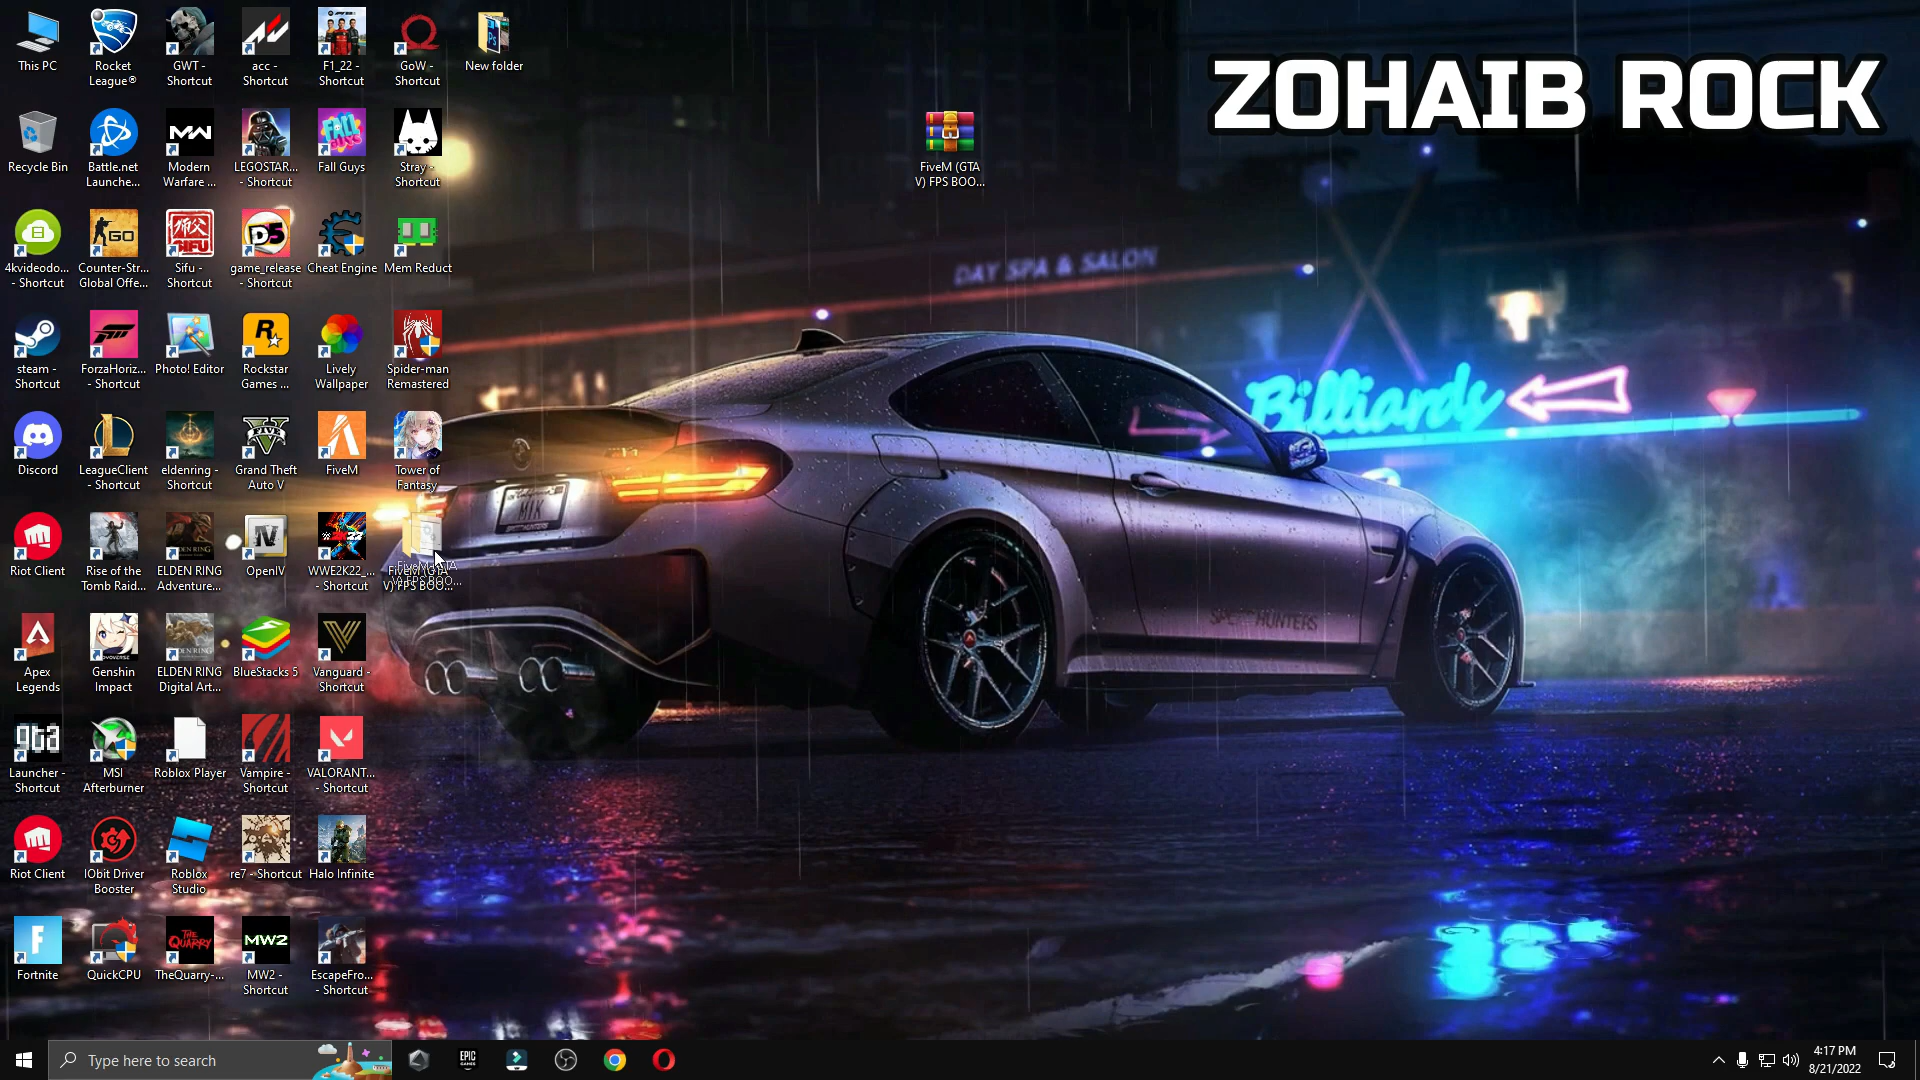 ZOHAIB ROCK
This PC
Rocket
League®
GWT -
Shortcut
acc -
Shortcut
F1_22 -
Shortcut
GoW -
Shortcut
New folder
Recycle Bin
Battle.net
Launche...
Modern
Warfare ...
LEGOSTAR...
- Shortcut
Fall Guys
Stray -
Shortcut
FiveM (GTA
V) FPS BOO...
4kvideodo...
- Shortcut
Counter-Str...
Global Offe...
Sifu -
Shortcut
game_release
- Shortcut
Cheat Engine
Mem Reduct
DAY SPA & SALON
steam -
Shortcut
ForzaHoriz...
- Shortcut
Photo! Editor
Rockstar
Games ...
Lively
Wallpaper
Spider-man
Remastered
Billiards
Discord
LeagueClient
- Shortcut
eldenring -
Shortcut
Grand Theft
Auto V
FiveM
Tower of
Fantasy
Riot Client
Rise of the
Tomb Raid...
ELDEN RING
Adventure...
OpenIV
WWE2K22_...
- Shortcut
FiveM (GTA
V) FPS BOO...
Apex
Legends
Genshin
Impact
ELDEN RING
Digital Art...
BlueStacks 5
Vanguard -
Shortcut
Launcher -
Shortcut
MSI
Afterburner
Roblox Player
Vampire -
Shortcut
VALORANT...
- Shortcut
Riot Client
IObit Driver
Booster
Roblox
Studio
re7 - Shortcut
Halo Infinite
Fortnite
QuickCPU
TheQuarry-...
MW2 -
Shortcut
EscapeFro...
- Shortcut
Type here to search
4:17 PM
8/21/2022